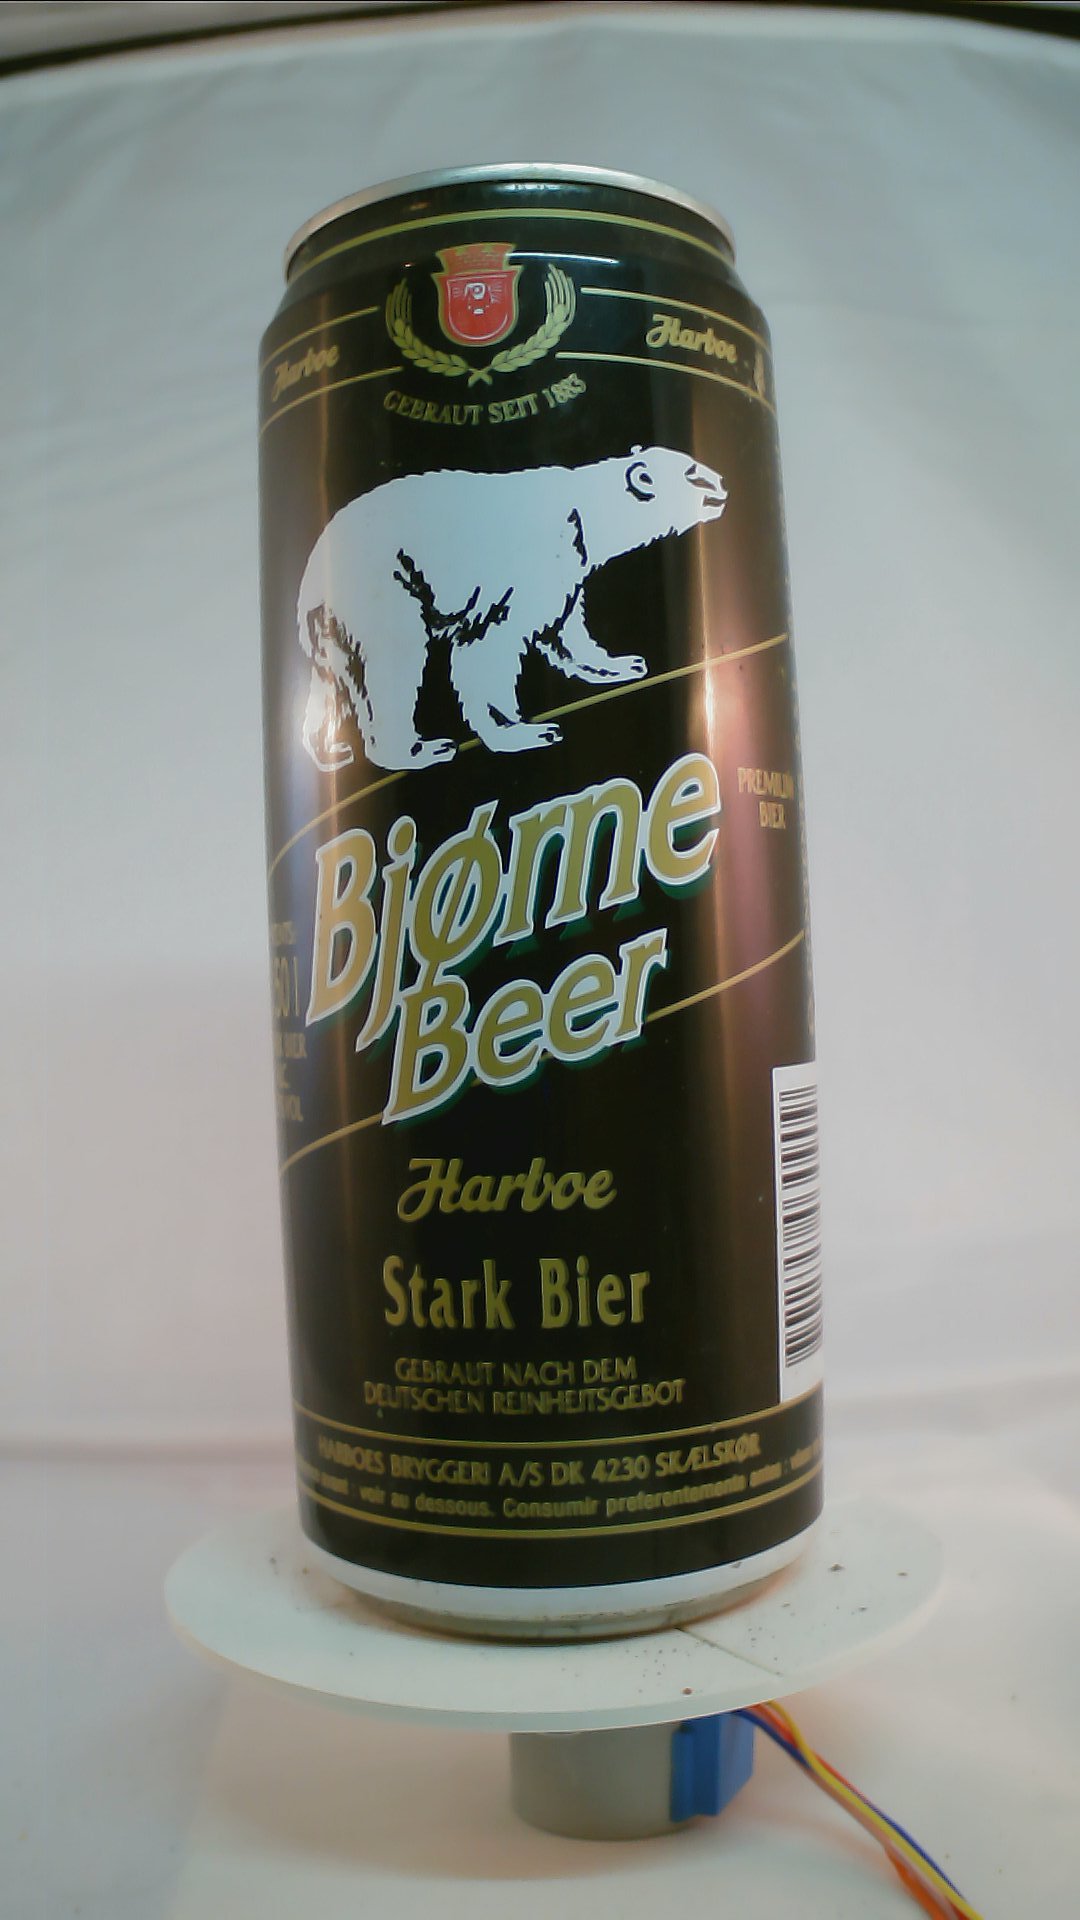 Harboe
Harboe
GEBRAUT SEIT 1883
Bjørne
Beer
PREMIUM
BIER
Harboe
Stark Bier
GEBRAUT NACH DEM
DEUTSCHEN REINHEITSGEBOT
HARBOES BRYGGERI A/S DK 4230 SKÆLSKØR
avant : voir au dessous. Consumir preferentemente antes :